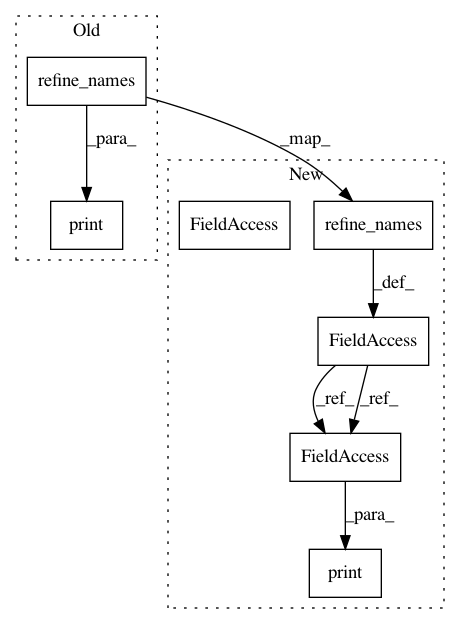 Old
refine_names
_para_
_map_
print
New
FieldAccess
refine_names
_def_
FieldAccess
_ref_
_ref_
FieldAccess
_para_
print